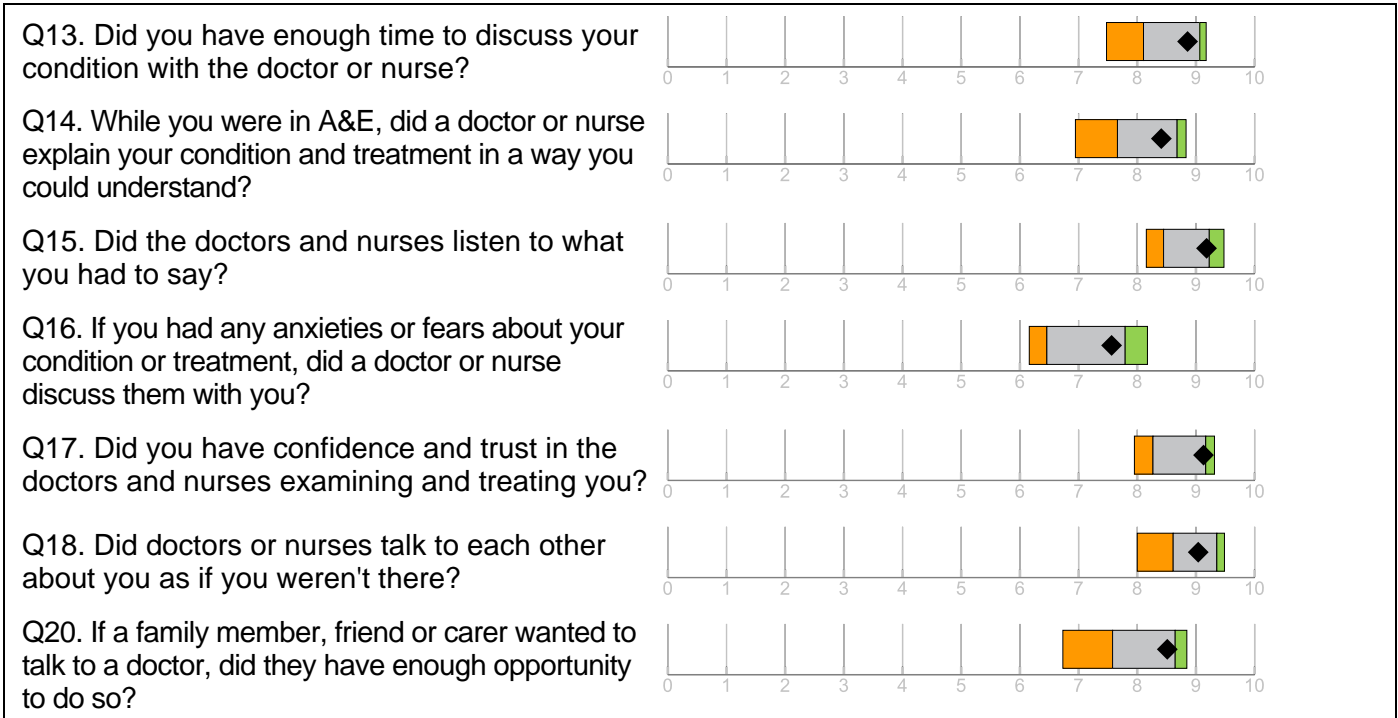 Q13. Did you have enough time to discuss your
condition with the doctor or nurse?
0 1 2 3 4 5 6 7 8 9 10
Q14. While you were in A&E, did a doctor or nurse
explain your condition and treatment in a way you
could understand?
0 1 2 3 4 5 6 7 8 9 10
Q15. Did the doctors and nurses listen to what
you had to say?
0 1 2 3 4 5 6 7 8 9 10
Q16. If you had any anxieties or fears about your
condition or treatment, did a doctor or nurse
discuss them with you?
0 1 2 3 4 5 6 7 8 9 10
Q17. Did you have confidence and trust in the
doctors and nurses examining and treating you?
0 1 2 3 4 5 6 7 8 9 10
Q18. Did doctors or nurses talk to each other
about you as if you weren't there?
0 1 2 3 4 5 6 7 8 9 10
Q20. If a family member, friend or carer wanted to
talk to a doctor, did they have enough opportunity
to do so?
0 1 2 3 4 5 6 7 8 9 10